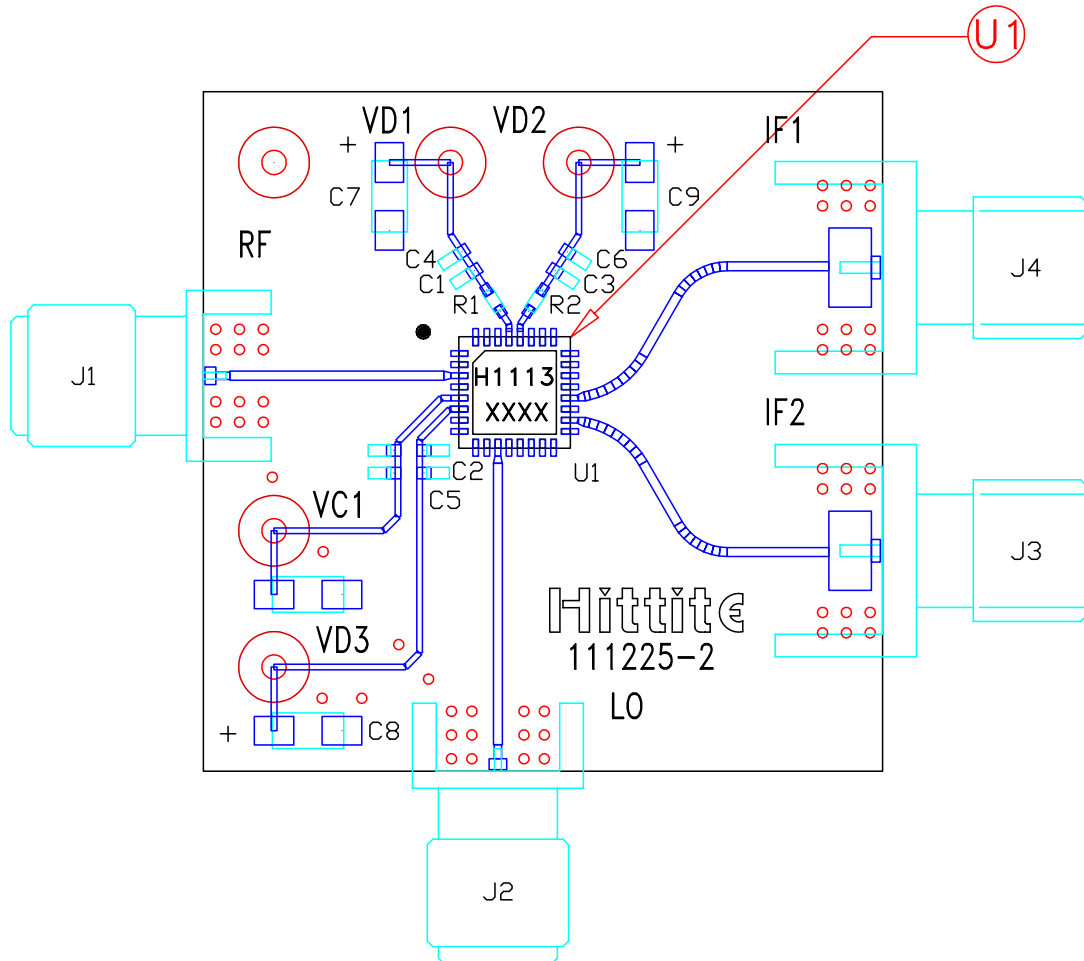 U1
VD1
VD2
IF1
+
+
C7
C9
RF
C4
C6
C1
C3
J4
R1
R2
J1
H1113
XXXX
IF2
C2
U1
C5
VC1
J3
Hittite
VD3
111225-2
LO
+
C8
J2